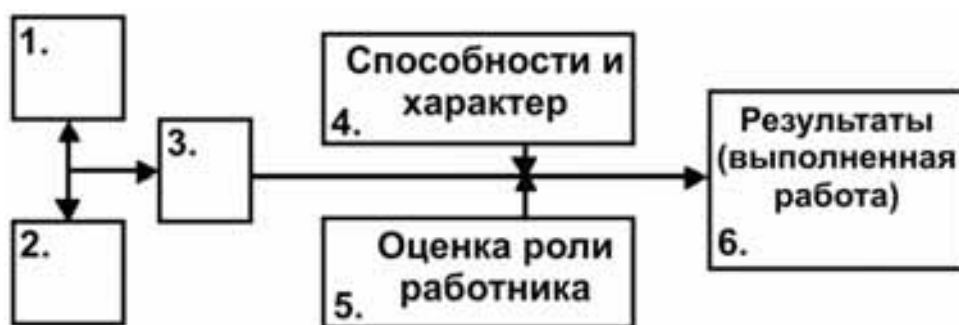 1.
2.
3.
Способности и
характер
4.
Оценка роли
работника
5.
Результаты
(выполненная
работа)
6.